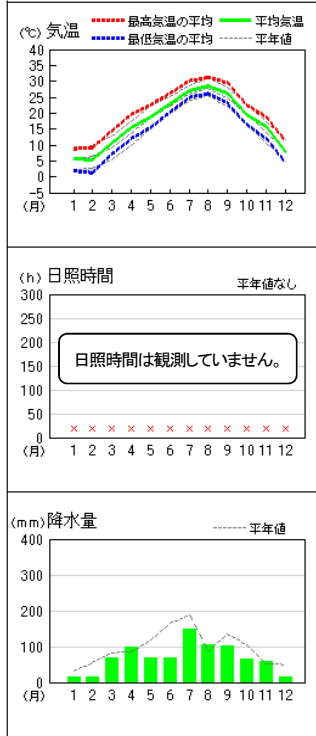 (℃) 気温 最高気温の平均 平均気温
最低気温の平均 平年値
40
35
30
25
20
15
10
5
0
-5
(月) 1 2 3 4 5 6 7 8 9 10 11 12
(h) 日照時間 平年値なし
300
250
200
150
100
50
0
日照時間は観測していません。
× × × × × × × × × × × ×
(月) 1 2 3 4 5 6 7 8 9 10 11 12
(mm) 降水量 平年値
400
300
200
100
0
(月) 1 2 3 4 5 6 7 8 9 10 11 12